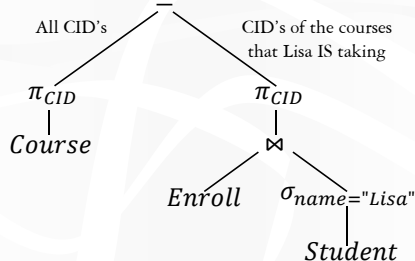 −
All CID's
CID's of the courses
that Lisa IS taking
π_CID
π_CID
Course
⋈
Enroll
σ_name="Lisa"
Student